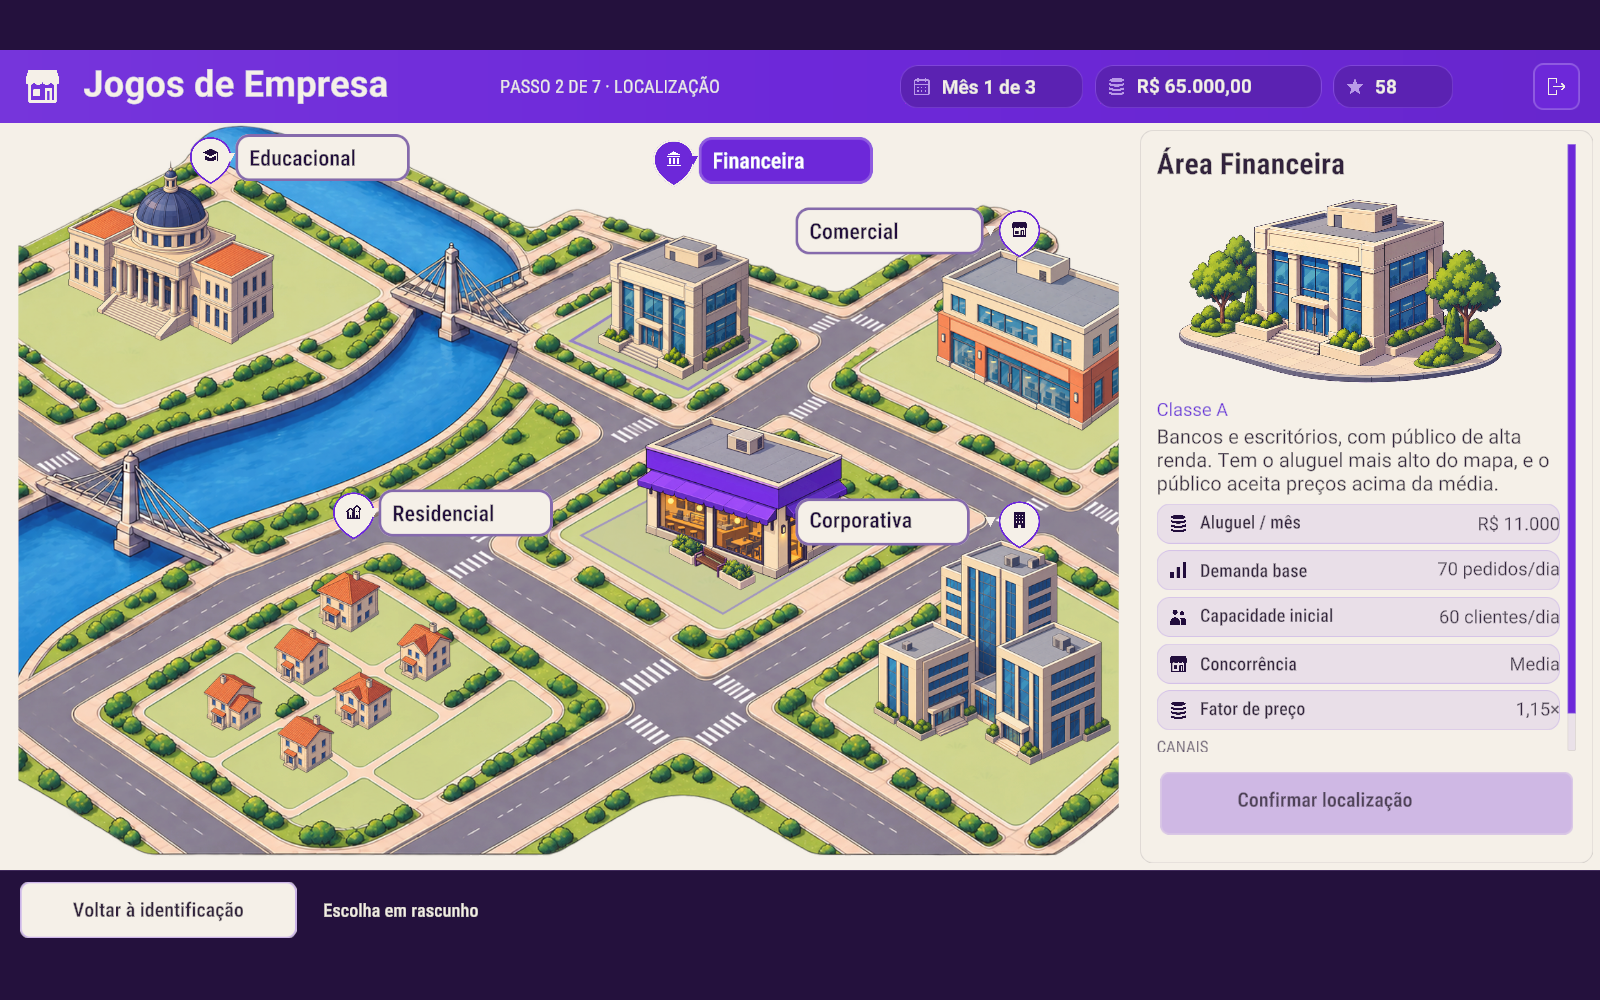 Jogos de Empresa
PASSO 2 DE 7 · LOCALIZAÇÃO
Mês 1 de 3
R$ 65.000,00
58
Educacional
Financeira
Comercial
Residencial
Corporativa
Área Financeira
Classe A
Bancos e escritórios, com público de alta
renda. Tem o aluguel mais alto do mapa, e o
público aceita preços acima da média.
Aluguel / mês R$ 11.000
Demanda base 70 pedidos/dia
Capacidade inicial 60 clientes/dia
Concorrência Media
Fator de preço 1,15×
CANAIS
Confirmar localização
Voltar à identificação
Escolha em rascunho